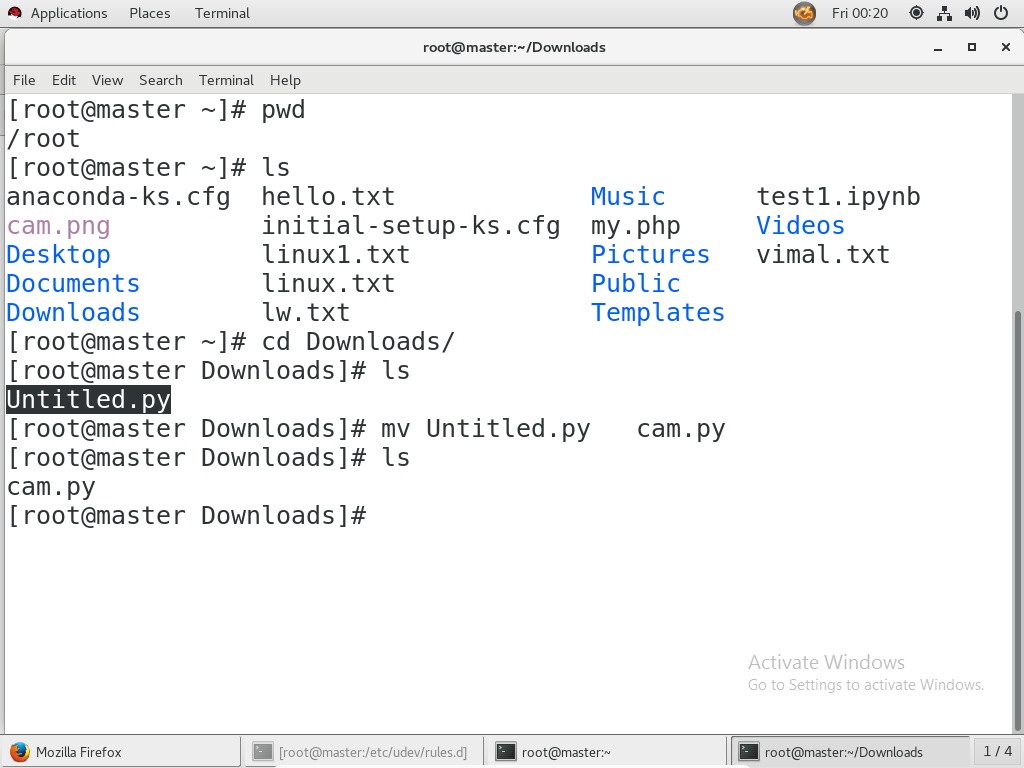 Applications Places Terminal Fri 00:20
root@master:~/Downloads
File Edit View Search Terminal Help
[root@master ~]# pwd
/root
[root@master ~]# ls
anaconda-ks.cfg hello.txt Music test1.ipynb
cam.png initial-setup-ks.cfg my.php Videos
Desktop linux1.txt Pictures vimal.txt
Documents linux.txt Public
Downloads lw.txt Templates
[root@master ~]# cd Downloads/
[root@master Downloads]# ls
Untitled.py
[root@master Downloads]# mv Untitled.py cam.py
[root@master Downloads]# ls
cam.py
[root@master Downloads]#
Activate Windows
Go to Settings to activate Windows.
Mozilla Firefox [root@master:/etc/udev/rules.d] root@master:~ root@master:~/Downloads 1 / 4